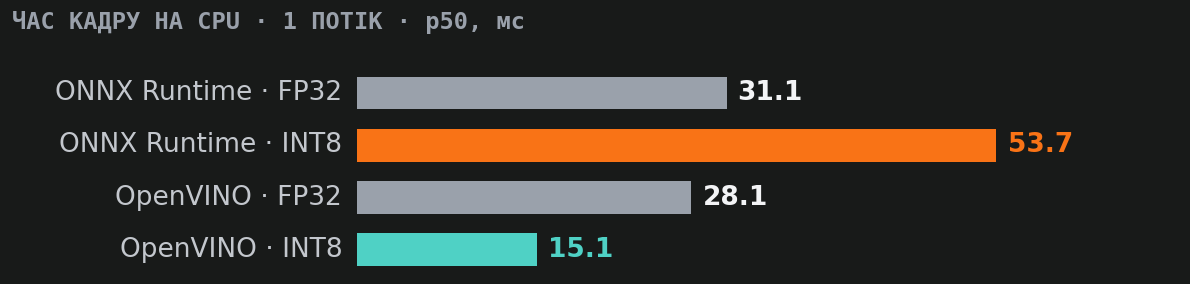 ЧАС КАДРУ НА CPU · 1 ПОТІК · p50, мс
ONNX Runtime · FP32 31.1
ONNX Runtime · INT8 53.7
OpenVINO · FP32 28.1
OpenVINO · INT8 15.1